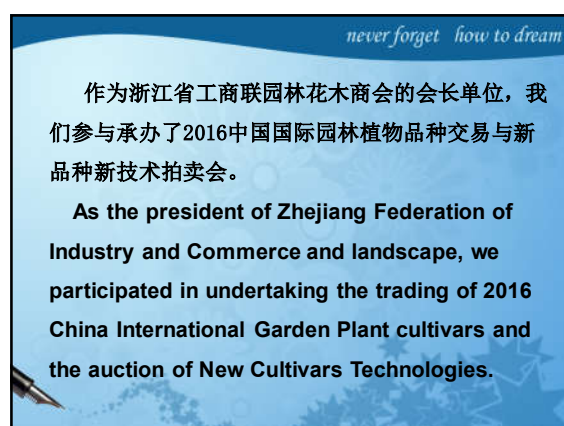 never forget how to dream
作为浙江省工商联园林花木商会的会长单位，我
们参与承办了2016中国国际园林植物品种交易与新
品种新技术拍卖会。
As the president of Zhejiang Federation of
Industry and Commerce and landscape, we
participated in undertaking the trading of 2016
China International Garden Plant cultivars and
the auction of New Cultivars Technologies.